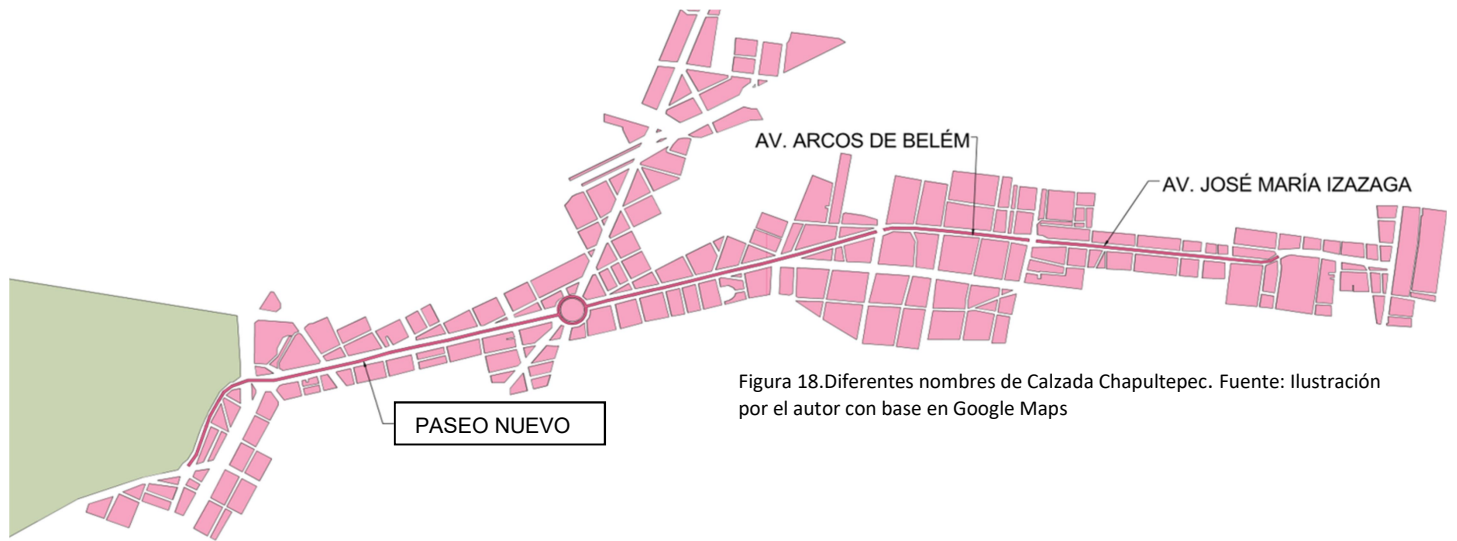 AV. ARCOS DE BELÉM
AV. JOSÉ MARÍA IZAZAGA
Figura 18.Diferentes nombres de Calzada Chapultepec. Fuente: Ilustración
por el autor con base en Google Maps
PASEO NUEVO